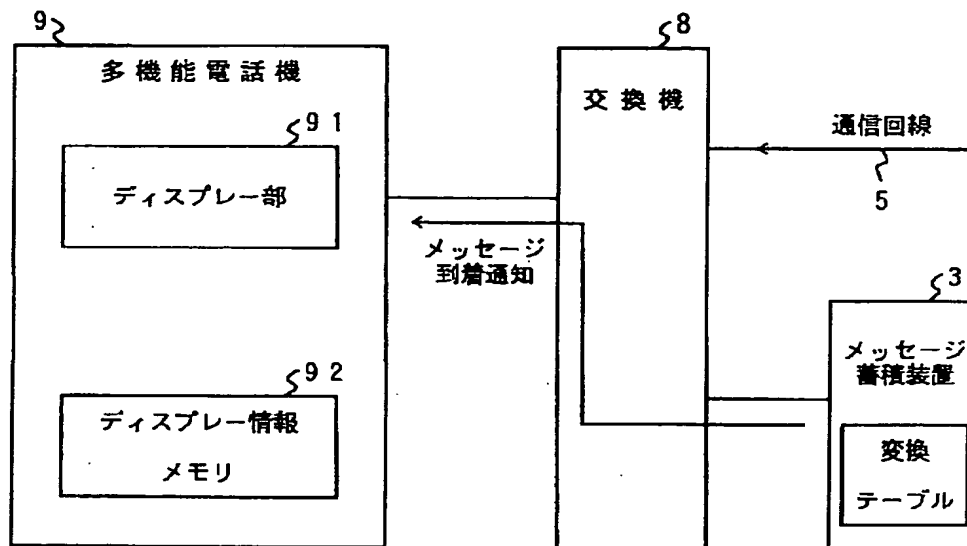 9
多機能電話機
91
ディスプレー部
92
ディスプレー情報
メモリ
メッセージ
到着通知
8
交換機
通信回線
5
3
メッセージ
蓄積装置
変換
テーブル